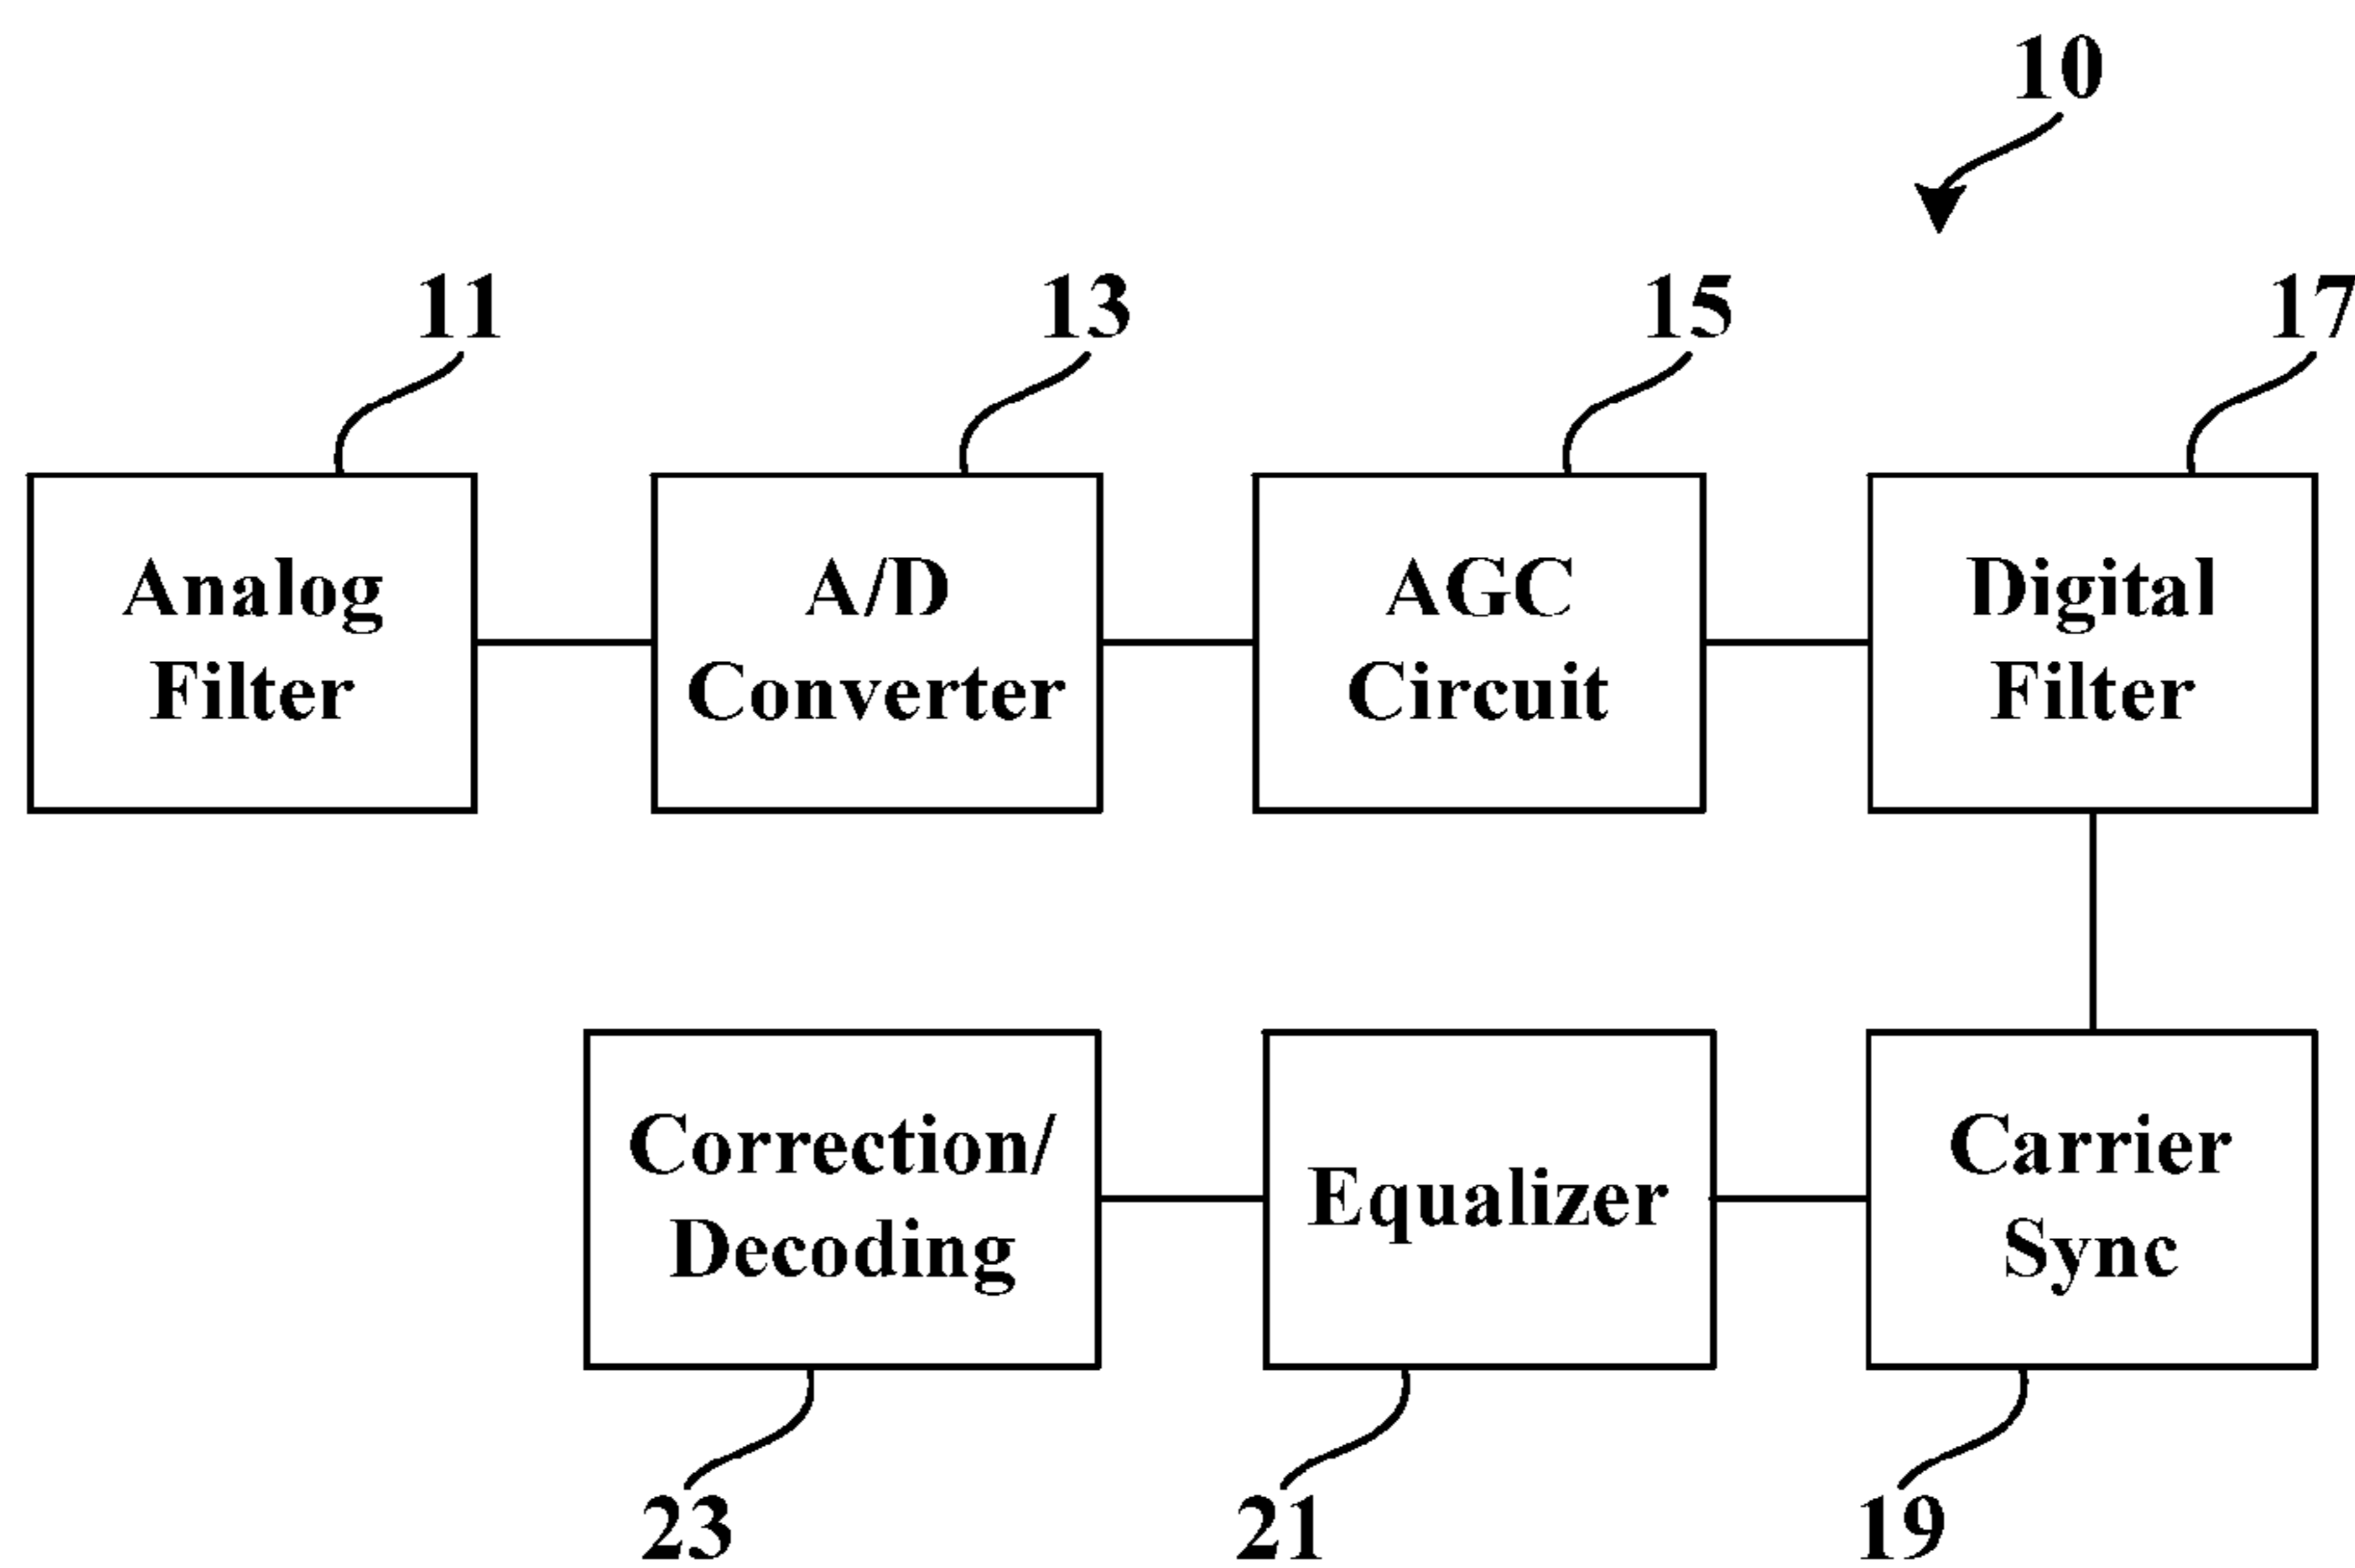 10
11
13
15
17
Analog
Filter
A/D
Converter
AGC
Circuit
Digital
Filter
Correction/
Decoding
Equalizer
Carrier
Sync
23
21
19